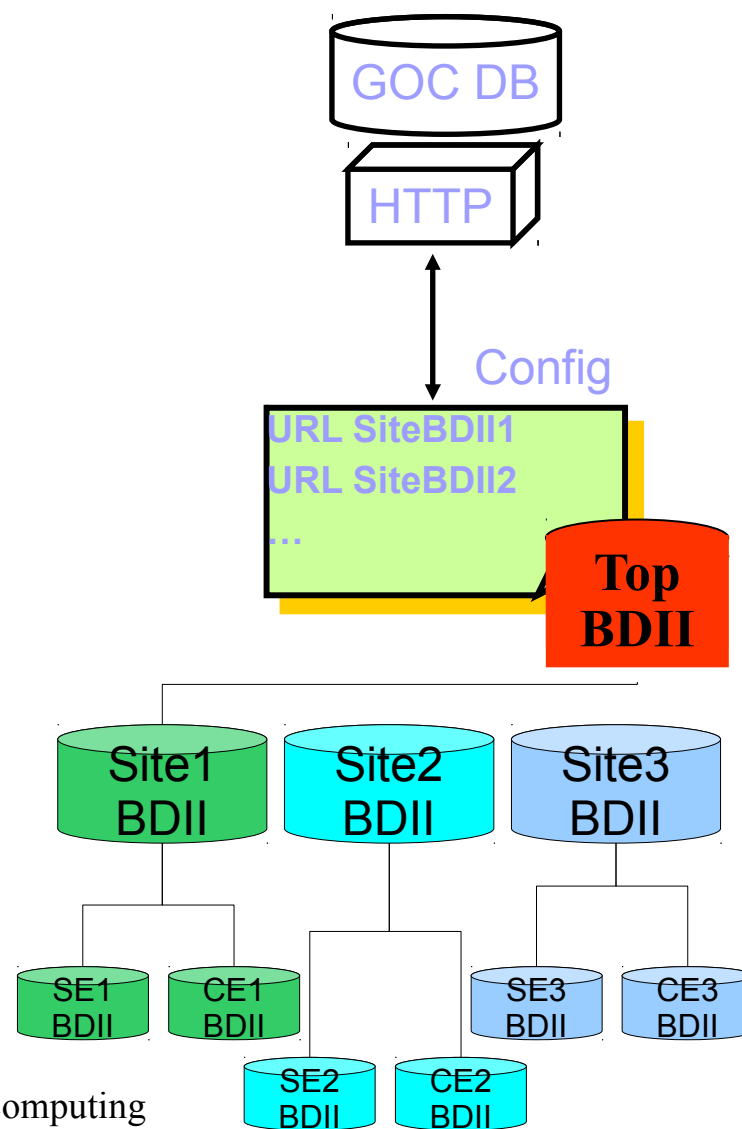 GOC DB
HTTP
Config
URL SiteBDII1
URL SiteBDII2
...
Top
BDII
Site1
BDII
Site2
BDII
Site3
BDII
SE1
BDII
CE1
BDII
SE3
BDII
CE3
BDII
SE2
BDII
CE2
BDII
omputing